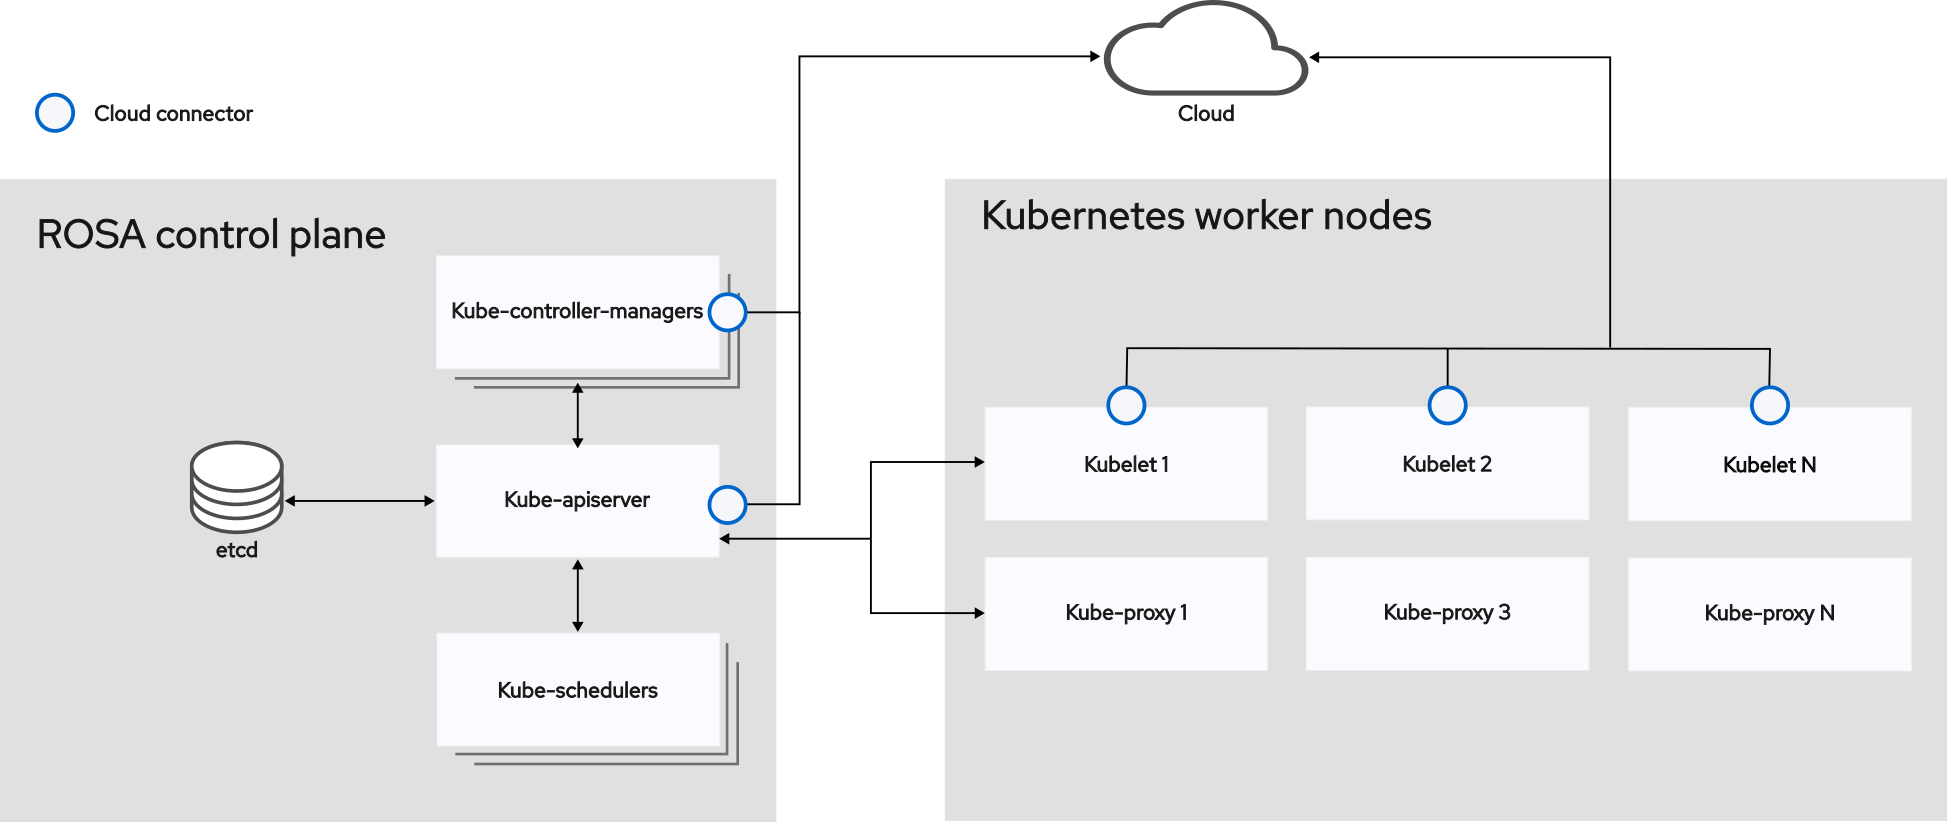 Cloud
Cloud connector
ROSA control plane
Kube-controller-managers
Kube-apiserver
etcd
Kube-schedulers
Kubernetes worker nodes
Kubelet 1
Kubelet 2
Kubelet N
Kube-proxy 1
Kube-proxy 3
Kube-proxy N